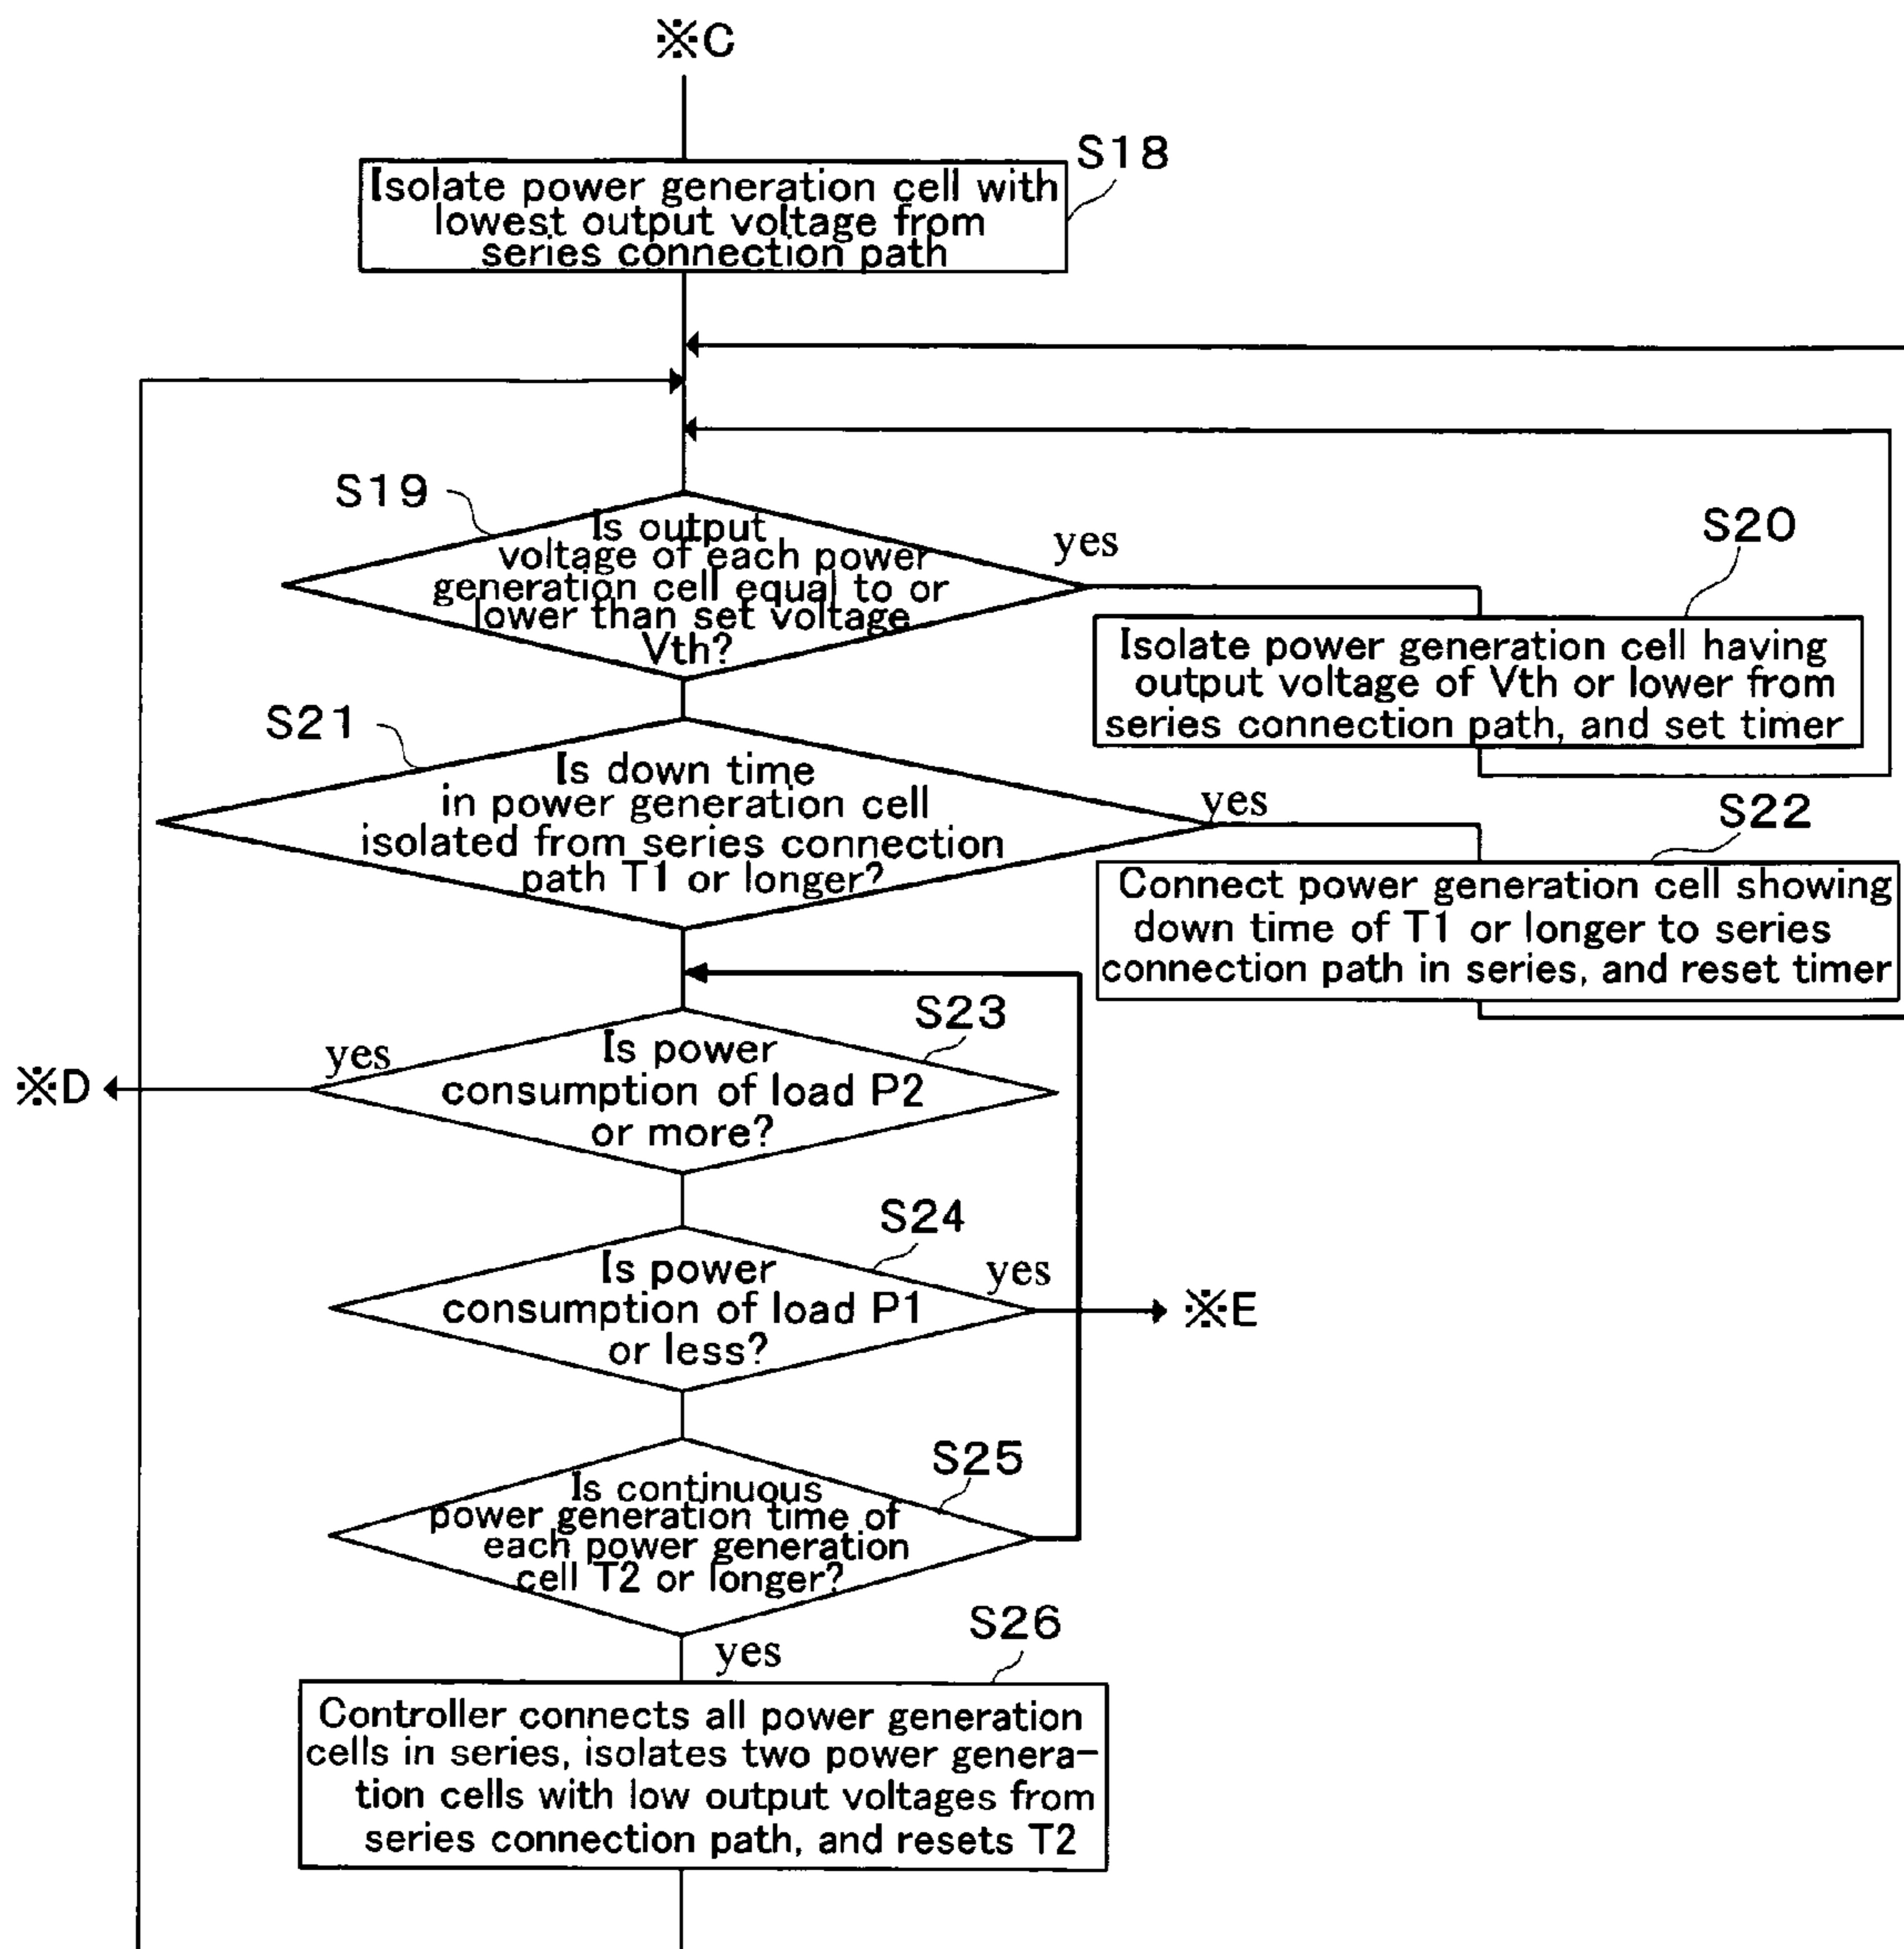 ※C
S18
Isolate power generation cell with
lowest output voltage from
series connection path
S19
Is output
voltage of each power
generation cell equal to or
lower than set voltage
Vth?
yes
S20
Isolate power generation cell having
output voltage of Vth or lower from
series connection path, and set timer
S21
Is down time
in power generation cell
isolated from series connection
path T1 or longer?
yes
S22
Connect power generation cell showing
down time of T1 or longer to series
connection path in series, and reset timer
S23
Is power
consumption of load P2
or more?
yes
※D
S24
Is power
consumption of load P1
or less?
yes
※E
S25
Is continuous
power generation time of
each power generation
cell T2 or longer?
yes
S26
Controller connects all power generation
cells in series, isolates two power genera-
tion cells with low output voltages from
series connection path, and resets T2